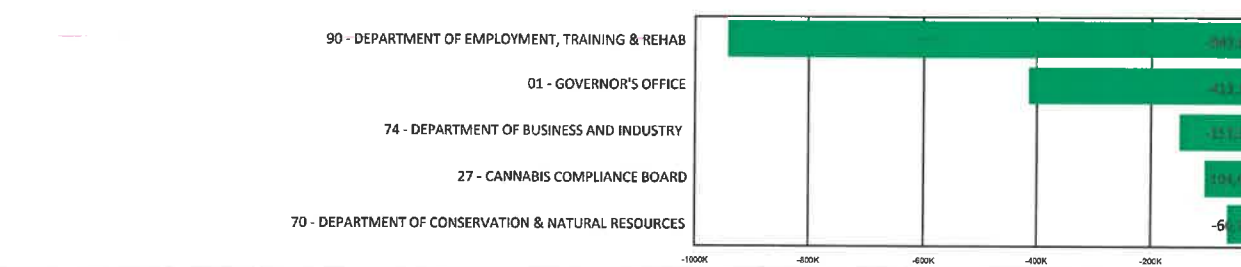 90 - DEPARTMENT OF EMPLOYMENT, TRAINING & REHAB
01 - GOVERNOR'S OFFICE
74 - DEPARTMENT OF BUSINESS AND INDUSTRY
27 - CANNABIS COMPLIANCE BOARD
70 - DEPARTMENT OF CONSERVATION & NATURAL RESOURCES
-1000K -800K -600K -400K -200K